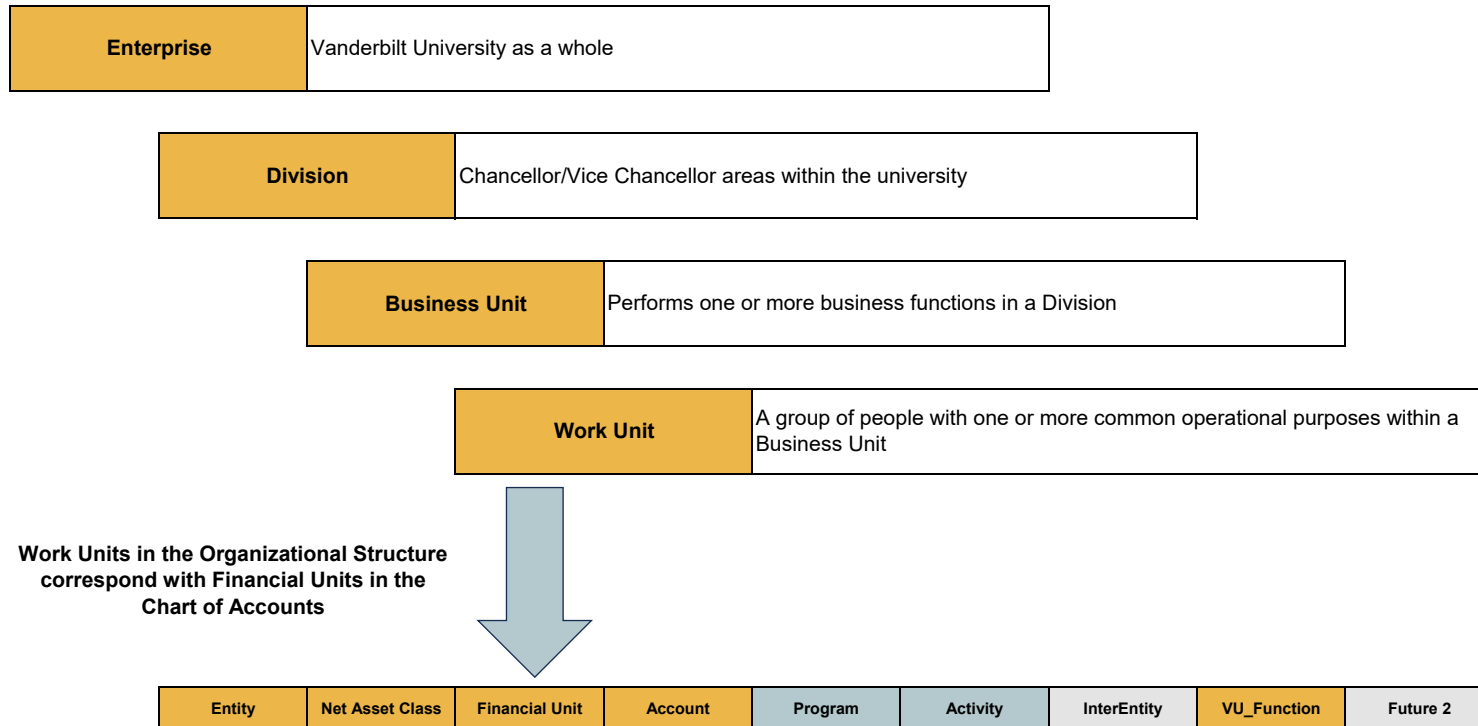 Enterprise
Vanderbilt University as a whole
Division
Chancellor/Vice Chancellor areas within the university
Business Unit
Performs one or more business functions in a Division
Work Unit
A group of people with one or more common operational purposes within a
Business Unit
Work Units in the Organizational Structure
correspond with Financial Units in the
Chart of Accounts
Entity
Net Asset Class
Financial Unit
Account
Program
Activity
InterEntity
VU_Function
Future 2